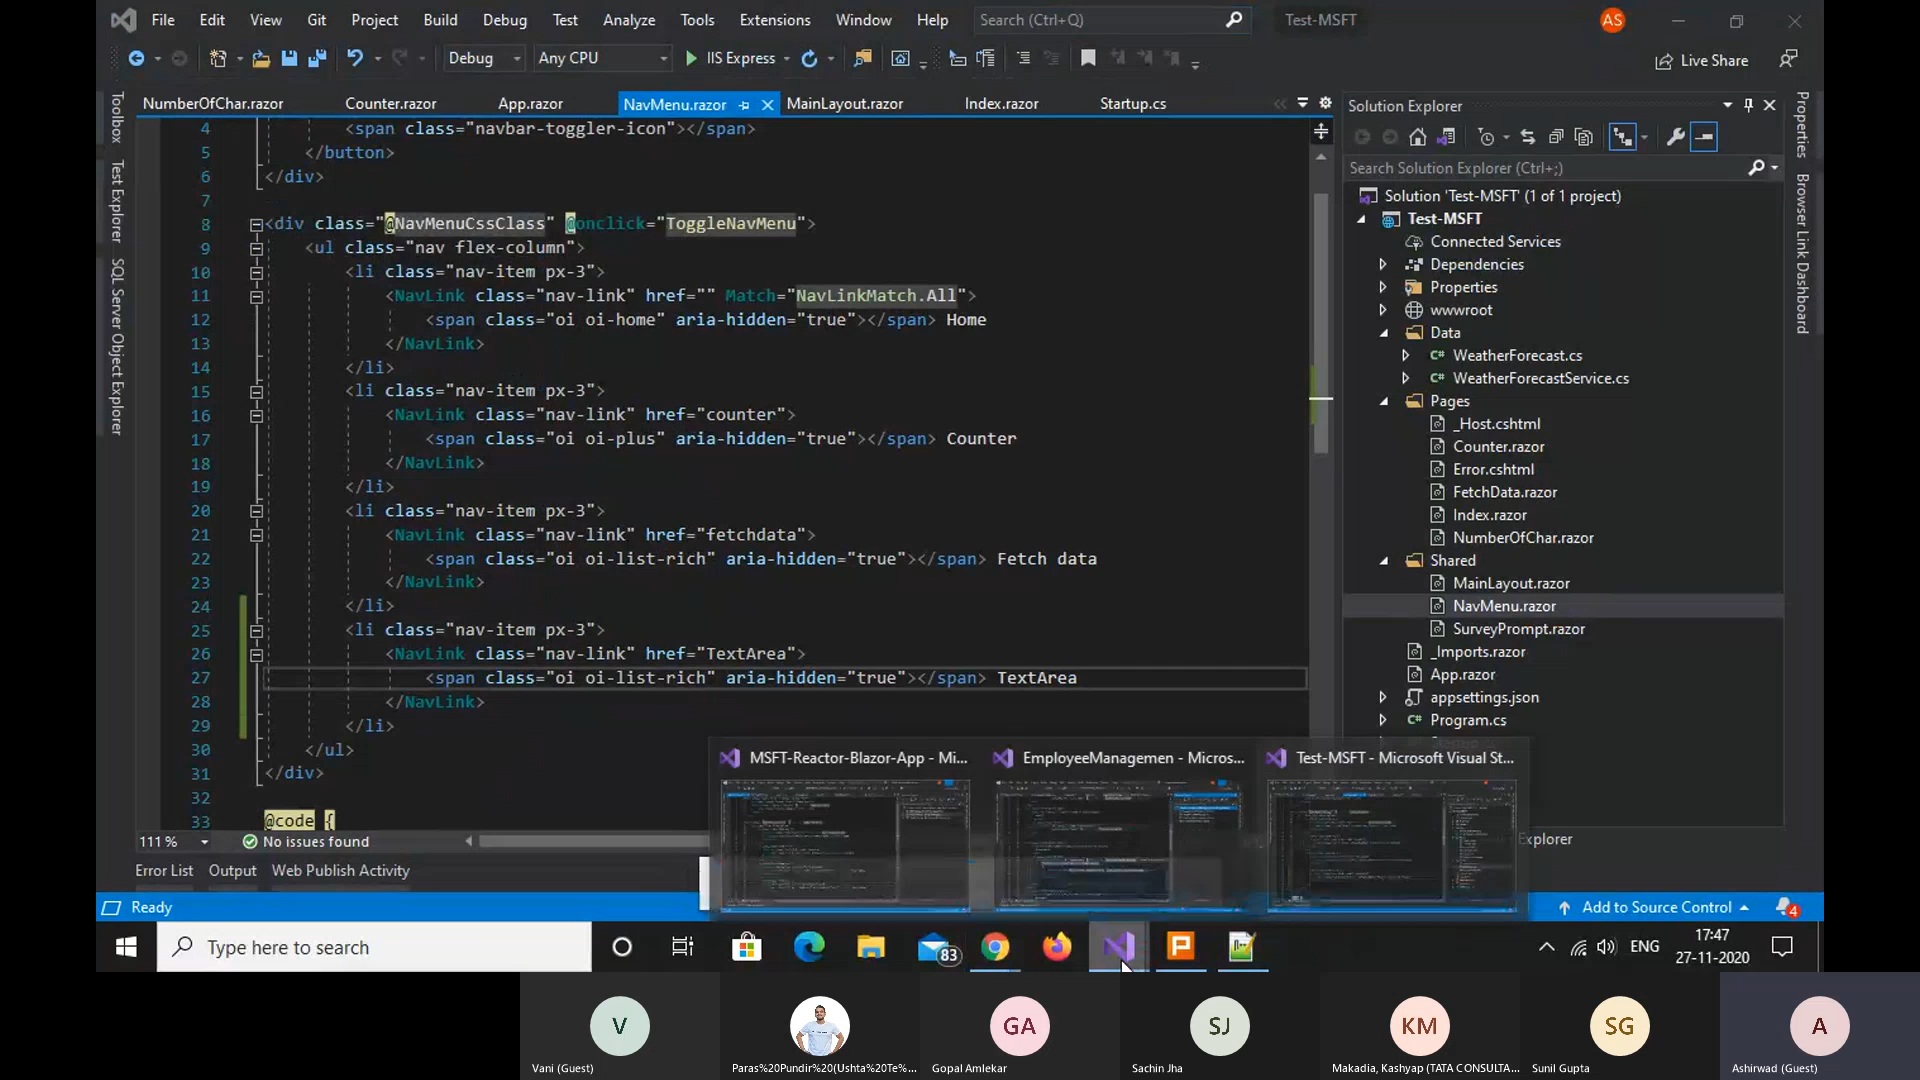 File Edit View Git Project Build Debug Test Analyze Tools Extensions Window Help Search (Ctrl+Q) Test-MSFT AS
Debug Any CPU IIS Express Live Share
NumberOfChar.razor Counter.razor App.razor NavMenu.razor MainLayout.razor Index.razor Startup.cs
Toolbox
Test Explorer
SQL Server Object Explorer
4 <span class="navbar-toggler-icon"></span>
5 </button>
6 </div>
7
8 <div class="@NavMenuCssClass" @onclick="ToggleNavMenu">
9 <ul class="nav flex-column">
10 <li class="nav-item px-3">
11 <NavLink class="nav-link" href="" Match="NavLinkMatch.All">
12 <span class="oi oi-home" aria-hidden="true"></span> Home
13 </NavLink>
14 </li>
15 <li class="nav-item px-3">
16 <NavLink class="nav-link" href="counter">
17 <span class="oi oi-plus" aria-hidden="true"></span> Counter
18 </NavLink>
19 </li>
20 <li class="nav-item px-3">
21 <NavLink class="nav-link" href="fetchdata">
22 <span class="oi oi-list-rich" aria-hidden="true"></span> Fetch data
23 </NavLink>
24 </li>
25 <li class="nav-item px-3">
26 <NavLink class="nav-link" href="TextArea">
27 <span class="oi oi-list-rich" aria-hidden="true"></span> TextArea
28 </NavLink>
29 </li>
30 </ul>
31 </div>
32
33 @code {
111 % No issues found
Error List Output Web Publish Activity
Ready
Solution Explorer
Search Solution Explorer (Ctrl+;)
Solution 'Test-MSFT' (1 of 1 project)
Test-MSFT
Connected Services
Dependencies
Properties
wwwroot
Data
C# WeatherForecast.cs
C# WeatherForecastService.cs
Pages
_Host.cshtml
Counter.razor
Error.cshtml
FetchData.razor
Index.razor
NumberOfChar.razor
Shared
MainLayout.razor
NavMenu.razor
SurveyPrompt.razor
_Imports.razor
App.razor
appsettings.json
C# Program.cs
Explorer
Properties
Browser Link Dashboard
MSFT-Reactor-Blazor-App - Mi... EmployeeManagemen - Micros... Test-MSFT - Microsoft Visual St...
Add to Source Control 4
Type here to search 83 ENG 17:47
27-11-2020
V GA SJ KM SG A
Vani (Guest) Paras%20Pundir%20(Ushta%20Te%... Gopal Amlekar Sachin Jha Makadia, Kashyap (TATA CONSULTA... Sunil Gupta Ashirwad (Guest)